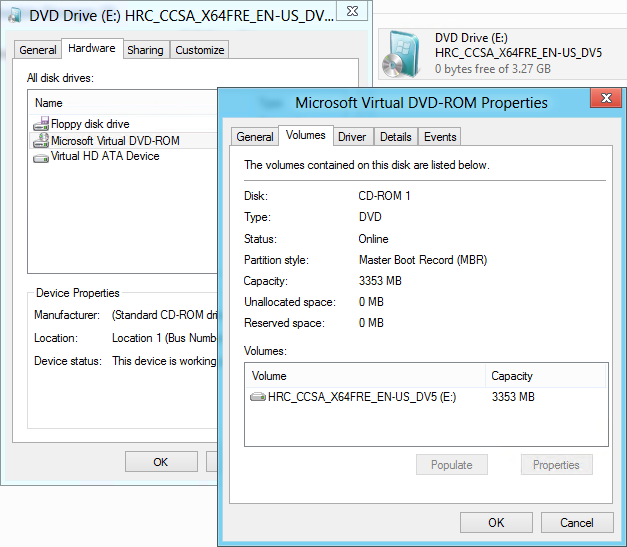 DVD Drive (E:) HRC_CCSA_X64FRE_EN-US_DV...
General Hardware Sharing Customize
All disk drives:
Name
Floppy disk drive
Microsoft Virtual DVD-ROM
Virtual HD ATA Device
Device Properties
Manufacturer: (Standard CD-ROM dri
Location: Location 1 (Bus Numbe
Device status: This device is working
OK
DVD Drive (E:)
HRC_CCSA_X64FRE_EN-US_DV5
0 bytes free of 3.27 GB
Microsoft Virtual DVD-ROM Properties
General Volumes Driver Details Events
The volumes contained on this disk are listed below.
Disk: CD-ROM 1
Type: DVD
Status: Online
Partition style: Master Boot Record (MBR)
Capacity: 3353 MB
Unallocated space: 0 MB
Reserved space: 0 MB
Volumes:
Volume Capacity
HRC_CCSA_X64FRE_EN-US_DV5 (E:) 3353 MB
Populate Properties
OK Cancel